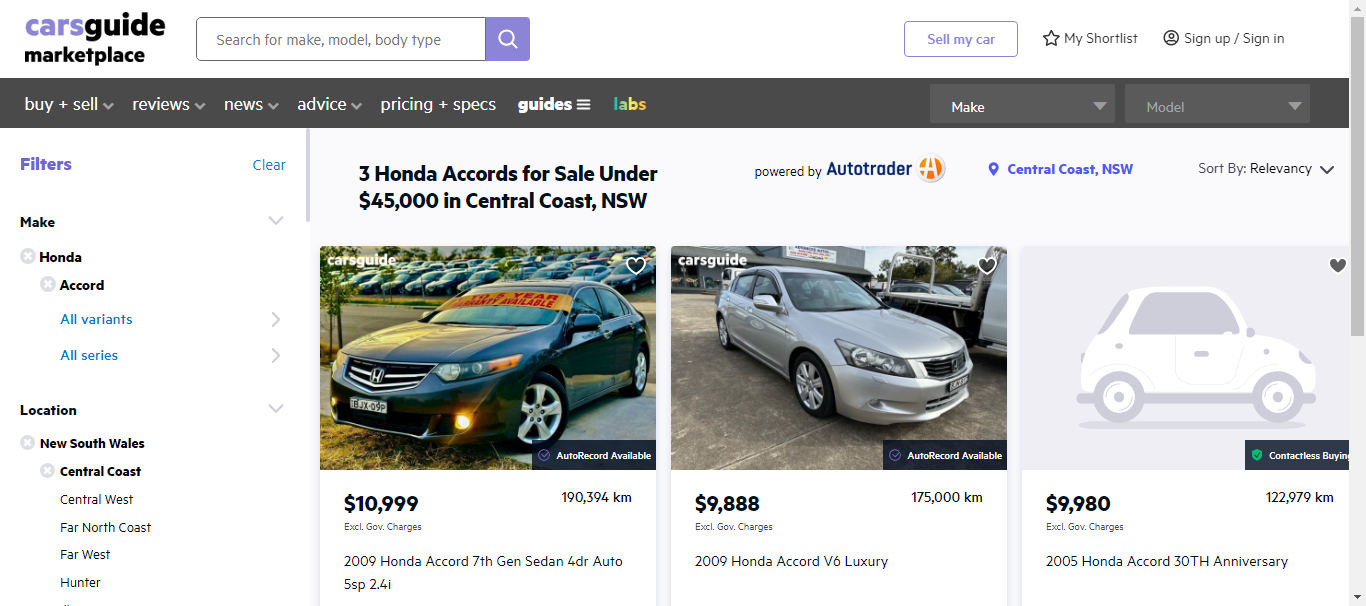 carsguide
marketplace
Search for make, model, body type
Sell my car
My Shortlist
Sign up / Sign in
buy + sell
reviews
news
advice
pricing + specs
guides
labs
Make
Model
Filters
Clear
Make
Honda
Accord
All variants
All series
Location
New South Wales
Central Coast
Central West
Far North Coast
Far West
Hunter
3 Honda Accords for Sale Under
$45,000 in Central Coast, NSW
powered by Autotrader
Central Coast, NSW
Sort By: Relevancy
carsguide
BJX-09P
AutoRecord Available
$10,999
190,394 km
Excl. Gov. Charges
2009 Honda Accord 7th Gen Sedan 4dr Auto
5sp 2.4i
carsguide
AutoRecord Available
$9,888
175,000 km
Excl. Gov. Charges
2009 Honda Accord V6 Luxury
Contactless Buying
$9,980
122,979 km
Excl. Gov. Charges
2005 Honda Accord 30TH Anniversary